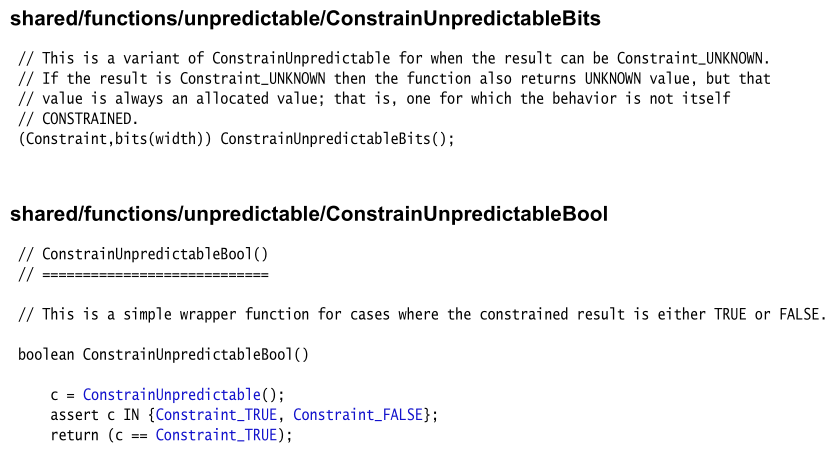 shared/functions/unpredictable/ConstrainUnpredictableBits
// This is a variant of ConstrainUnpredictable for when the result can be Constraint_UNKNOWN.
// If the result is Constraint_UNKNOWN then the function also returns UNKNOWN value, but that
// value is always an allocated value; that is, one for which the behavior is not itself
// CONSTRAINED.
(Constraint,bits(width)) ConstrainUnpredictableBits();
shared/functions/unpredictable/ConstrainUnpredictableBool
// ConstrainUnpredictableBool()
// ============================
// This is a simple wrapper function for cases where the constrained result is either TRUE or FALSE.
boolean ConstrainUnpredictableBool()
c = ConstrainUnpredictable();
assert c IN {Constraint_TRUE, Constraint_FALSE};
return (c == Constraint_TRUE);